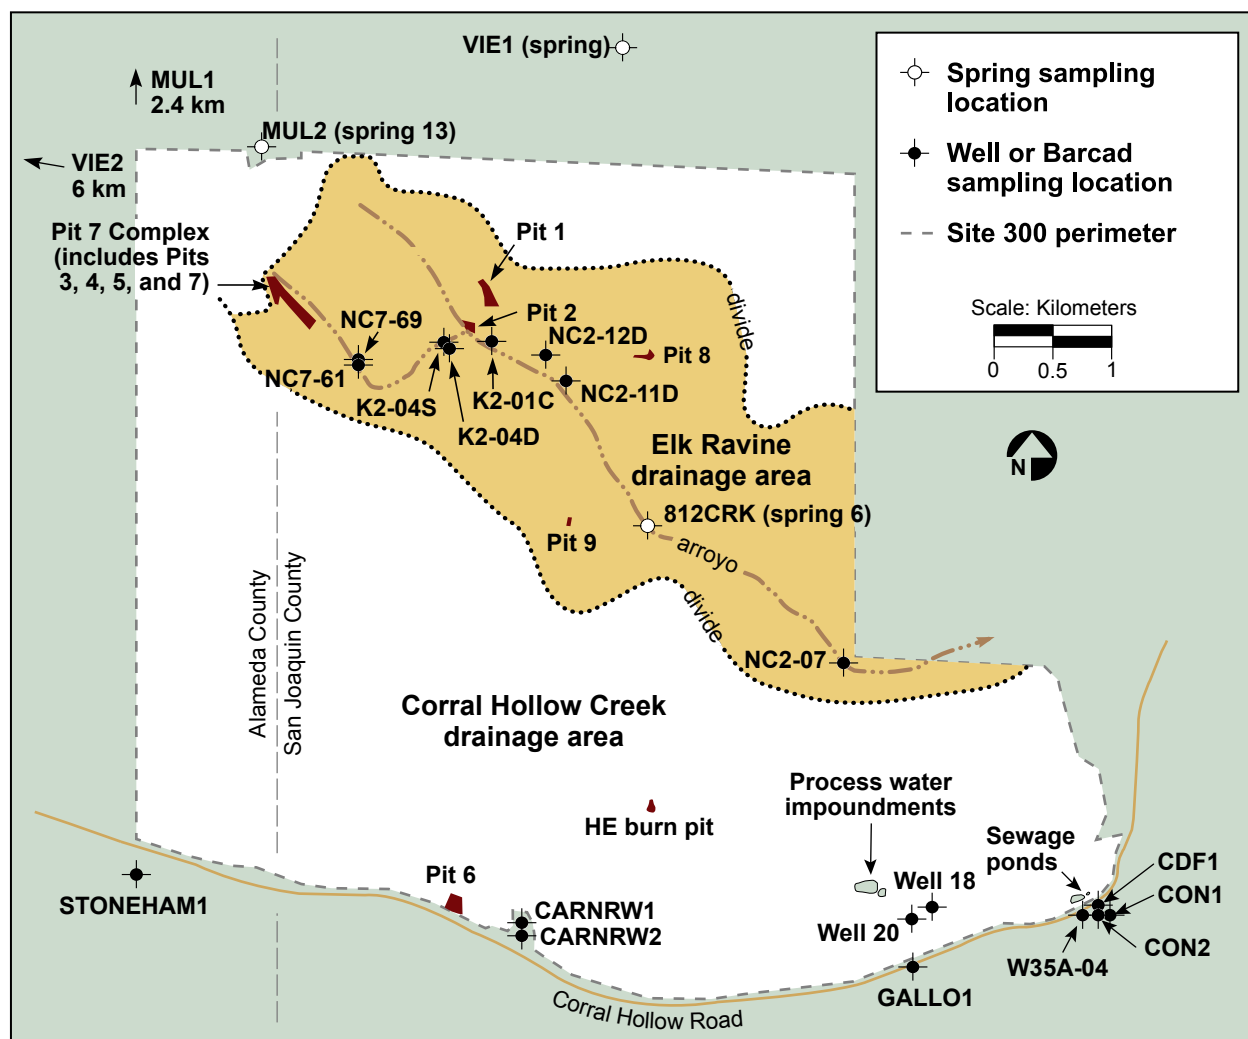 VIE1 (spring)
MUL1
2.4 km
MUL2 (spring 13)
VIE2
6 km
Pit 7 Complex
(includes Pits
3, 4, 5, and 7)
Pit 1
Pit 2
NC7-69
NC2-12D
Pit 8
divide
NC7-61
K2-04S
K2-01C
NC2-11D
K2-04D
Elk Ravine
drainage area
812CRK (spring 6)
Pit 9
arroyo
divide
NC2-07
Alameda County
San Joaquin County
Corral Hollow Creek
drainage area
HE burn pit
Process water
impoundments
Sewage
ponds
CDF1
CON1
CON2
W35A-04
Well 18
Well 20
GALLO1
Pit 6
CARNRW1
CARNRW2
STONEHAM1
Corral Hollow Road
Spring sampling
location
Well or Barcad
sampling location
Site 300 perimeter
Scale: Kilometers
0 0.5 1
N